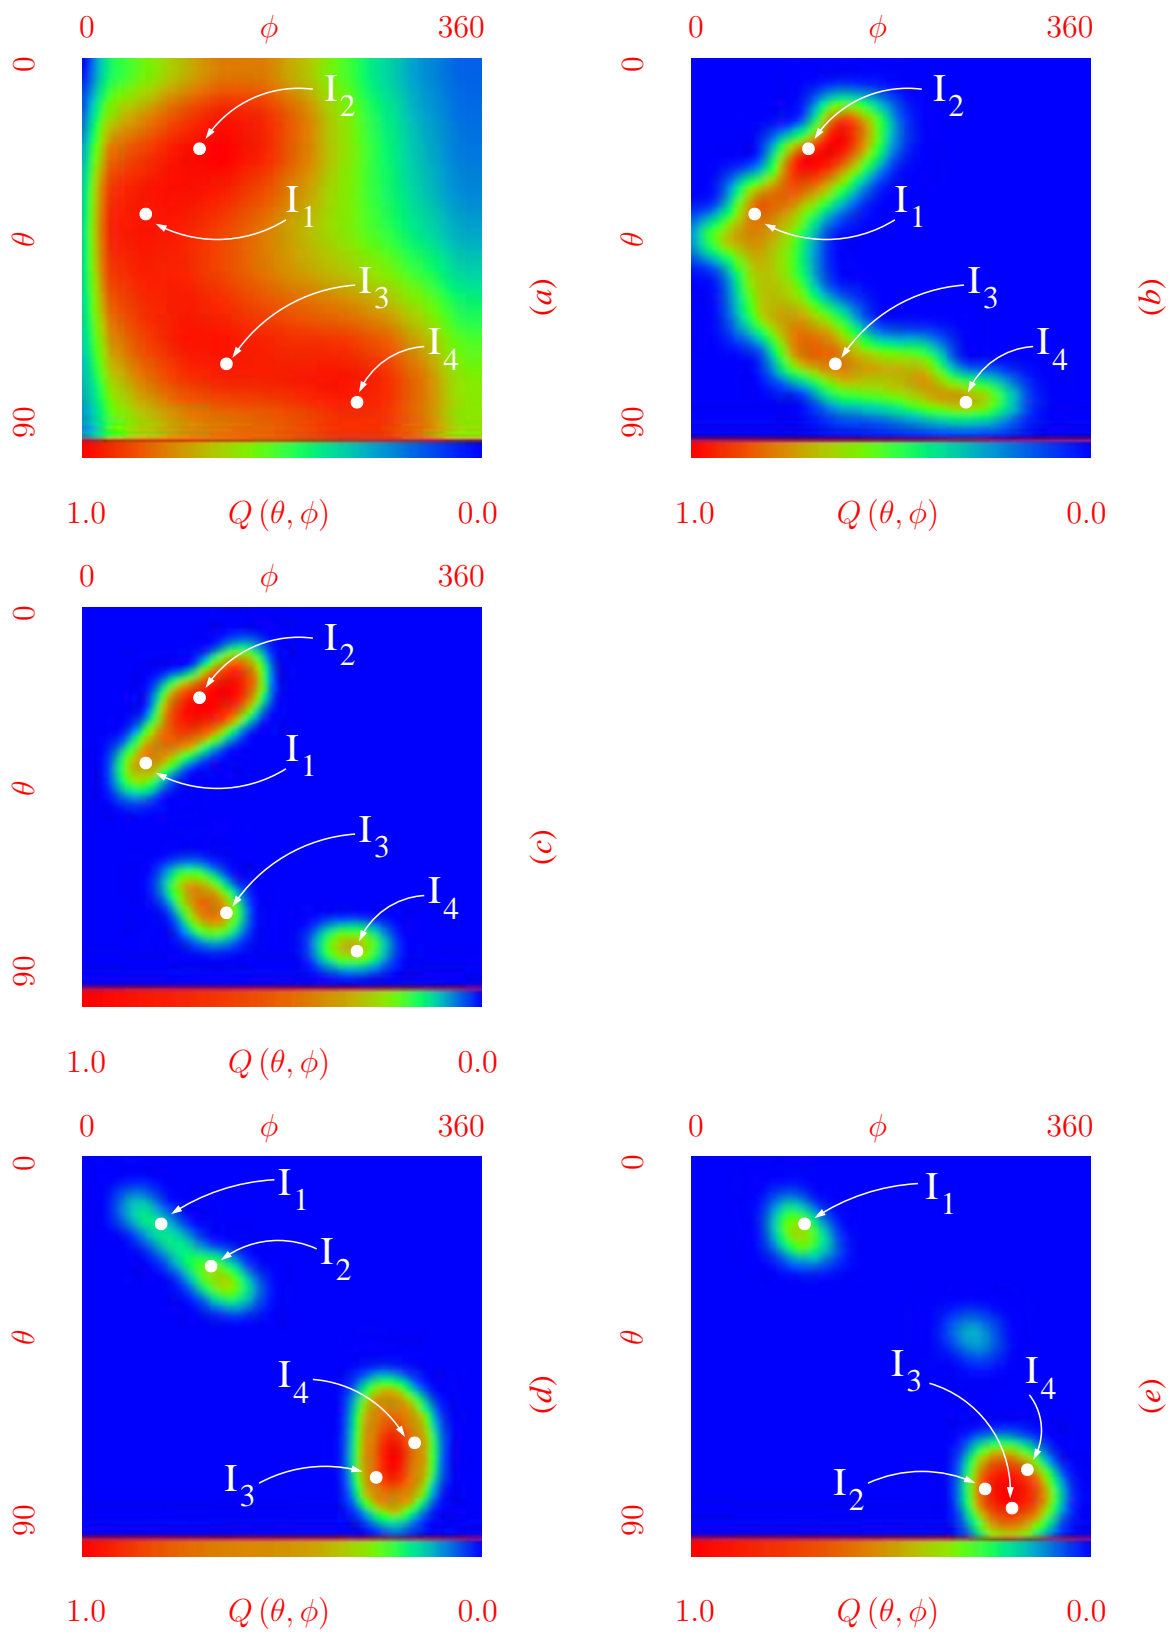 0 ϕ 360 0 ϕ 360
0 θ 90 0 θ 90
I2 I2
I1 I1
I3 I3
I4 I4
(a) (b)
1.0 Q (θ, ϕ) 0.0 1.0 Q (θ, ϕ) 0.0
0 ϕ 360
0 θ 90
I2
I1
I3
I4
(c)
1.0 Q (θ, ϕ) 0.0
0 ϕ 360 0 ϕ 360
0 θ 90 0 θ 90
I1 I1
I2
I4 I3 I4
I3 I2
(d) (e)
1.0 Q (θ, ϕ) 0.0 1.0 Q (θ, ϕ) 0.0